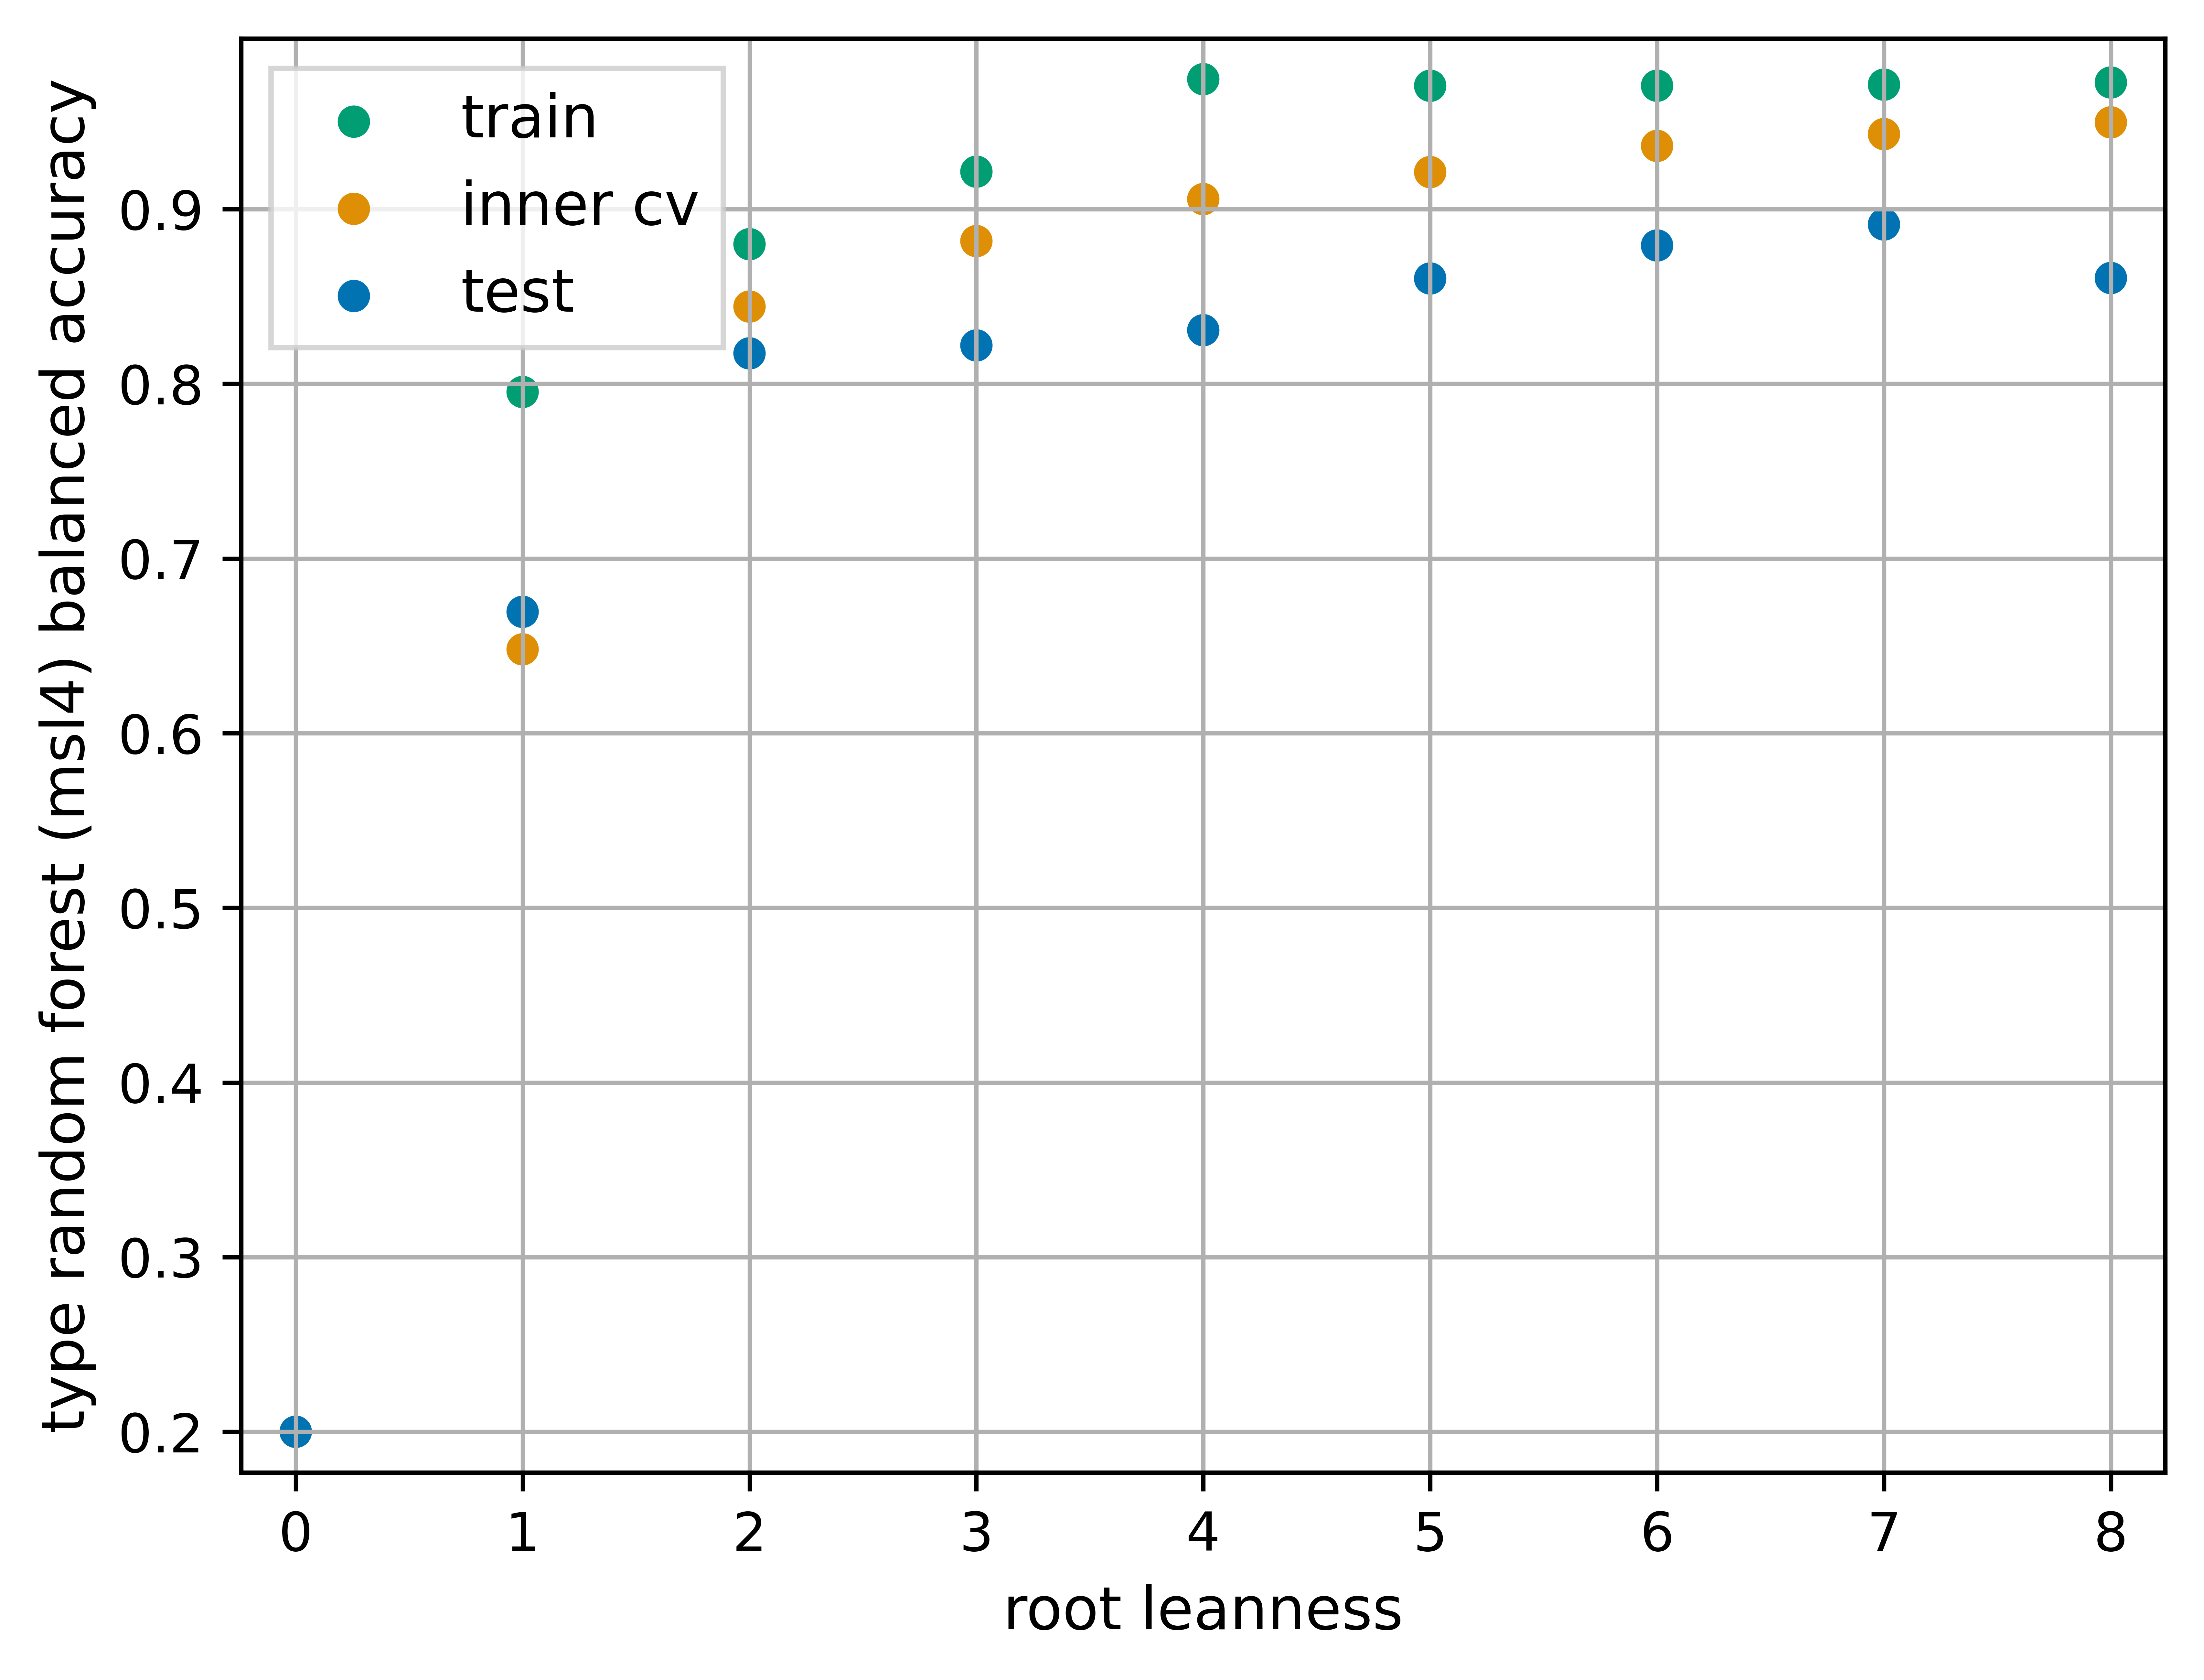 type random forest (msl4) balanced accuracy
train
inner cv
test
0.9
0.8
0.7
0.6
0.5
0.4
0.3
0.2
0 1 2 3 4 5 6 7 8
root leanness